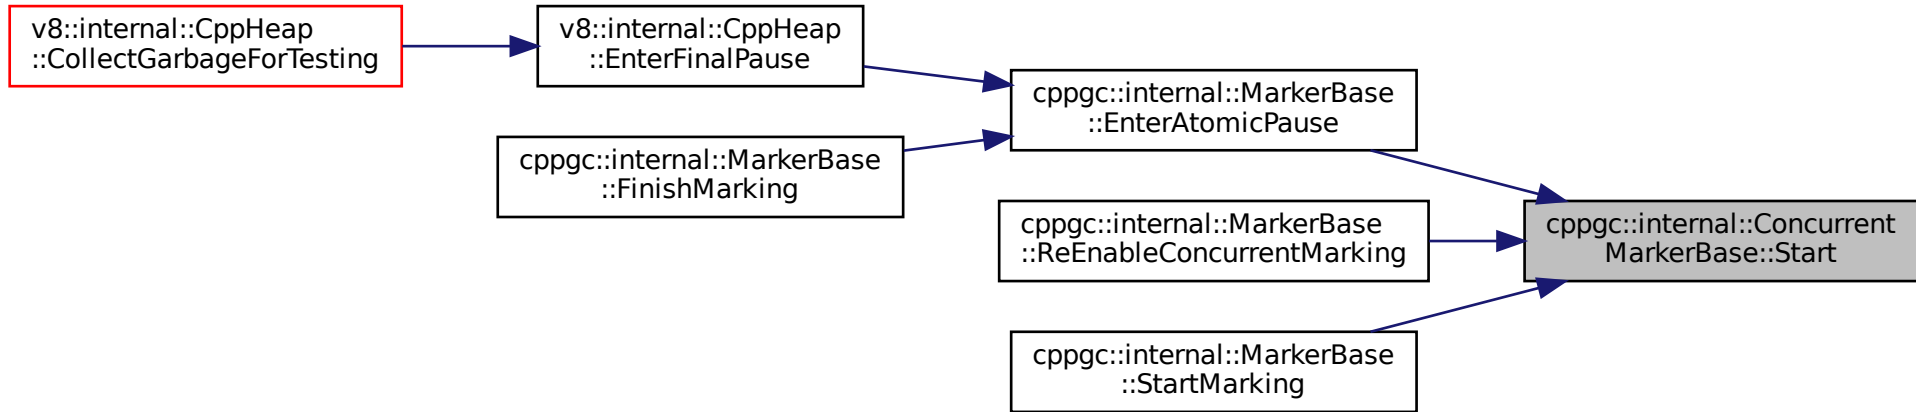 v8::internal::CppHeap
::CollectGarbageForTesting
v8::internal::CppHeap
::EnterFinalPause
cppgc::internal::MarkerBase
::EnterAtomicPause
cppgc::internal::MarkerBase
::FinishMarking
cppgc::internal::MarkerBase
::ReEnableConcurrentMarking
cppgc::internal::Concurrent
MarkerBase::Start
cppgc::internal::MarkerBase
::StartMarking